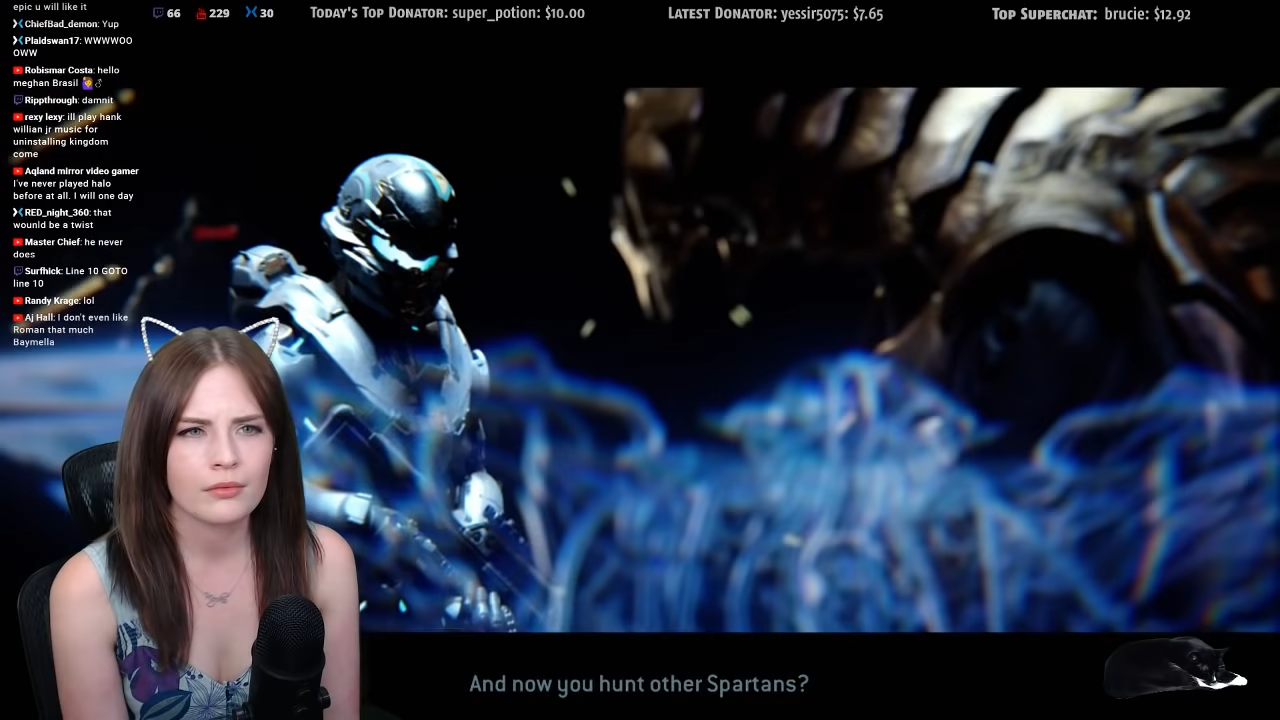 epic u will like it
ChiefBad_demon: Yup
Plaidswan17: WWWWOO
OWW
Robismar Costa: hello
meghan Brasil 🙋‍♀️♂
Rippthrough: damnit
rexy lexy: ill play hank
willian jr music for
uninstalling kingdom
come
Aqland mirror video gamer
I've never played halo
before at all. I will one day
RED_night_360: that
wounld be a twist
Master Chief: he never
does
Surfhick: Line 10 GOTO
line 10
Randy Krage: lol
Aj Hall: I don't even like
Roman that much
Baymella
66 229 30
Today's Top Donator: super_potion: $10.00
Latest Donator: yessir5075: $7.65
Top Superchat: brucie: $12.92
And now you hunt other Spartans?